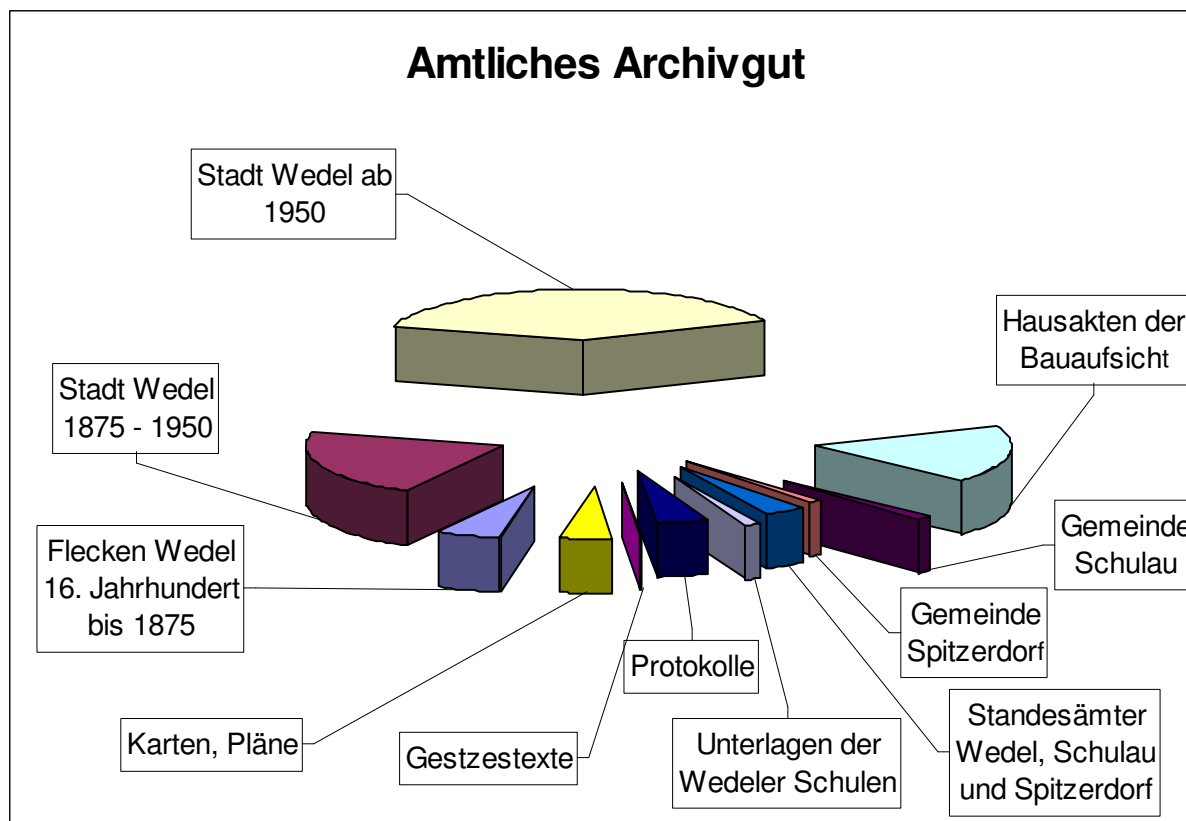 Amtliches Archivgut
Stadt Wedel ab
1950
Hausakten der
Bauaufsicht
Stadt Wedel
1875 - 1950
Gemeinde
Schulau
Flecken Wedel
16. Jahrhundert
bis 1875
Gemeinde
Spitzerdorf
Protokolle
Karten, Pläne
Gestzestexte
Unterlagen der
Wedeler Schulen
Standesämter
Wedel, Schulau
und Spitzerdorf